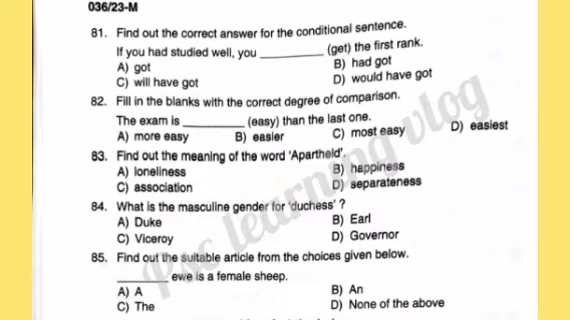 036/23-M
81. Find out the correct answer for the conditional sentence.
If you had studied well, you __________ (get) the first rank.
A) got B) had got
C) will have got D) would have got
82. Fill in the blanks with the correct degree of comparison.
The exam is __________ (easy) than the last one.
A) more easy B) easier C) most easy D) easiest
83. Find out the meaning of the word 'Apartheld'.
A) loneliness B) happiness
C) association D) separateness
84. What is the masculine gender for 'duchess' ?
A) Duke B) Earl
C) Viceroy D) Governor
85. Find out the suitable article from the choices given below.
________ ewe is a female sheep.
A) A B) An
C) The D) None of the above
Psc learning vlog